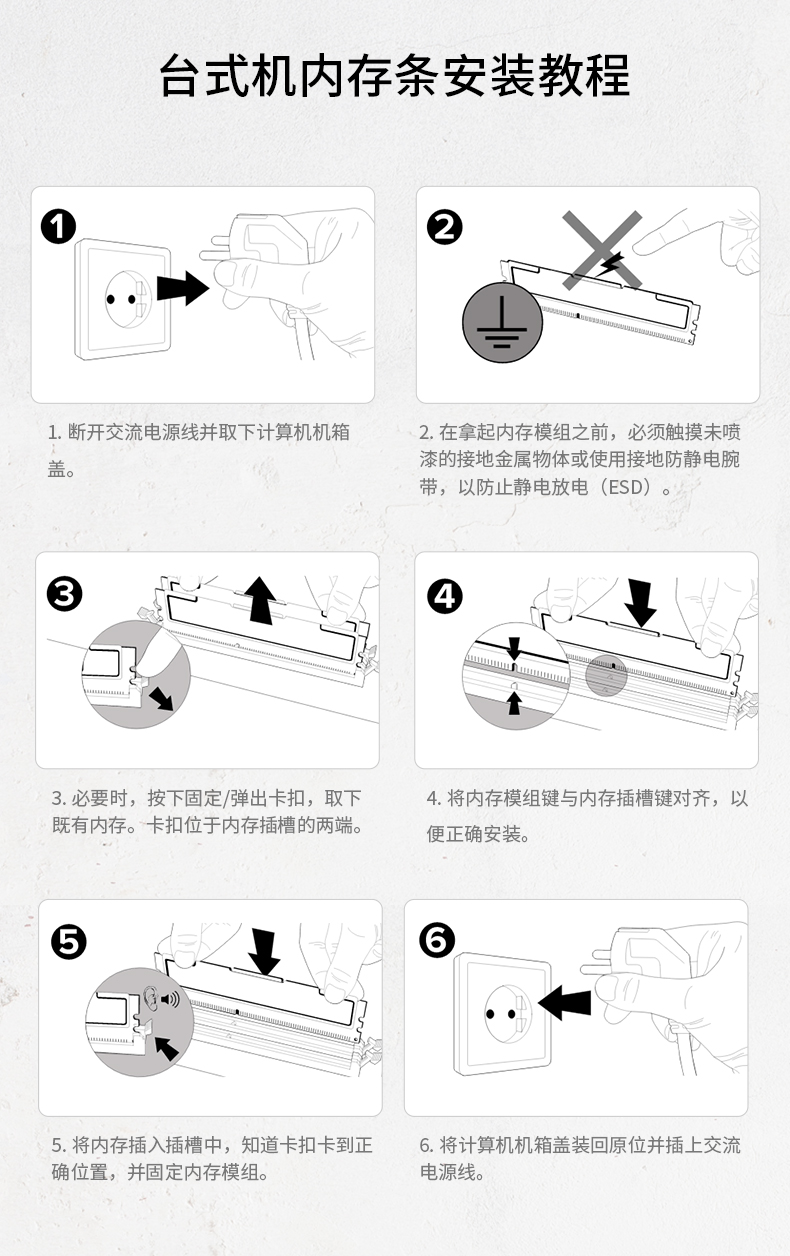 台式机内存条安装教程
1
2
1. 断开交流电源线并取下计算机机箱
盖。
2. 在拿起内存模组之前，必须触摸未喷
漆的接地金属物体或使用接地防静电腕
带，以防止静电放电（ESD）。
3
4
3. 必要时，按下固定/弹出卡扣，取下
既有内存。卡扣位于内存插槽的两端。
4. 将内存模组键与内存插槽键对齐，以
便正确安装。
5
6
5. 将内存插入插槽中，知道卡扣卡到正
确位置，并固定内存模组。
6. 将计算机机箱盖装回原位并插上交流
电源线。